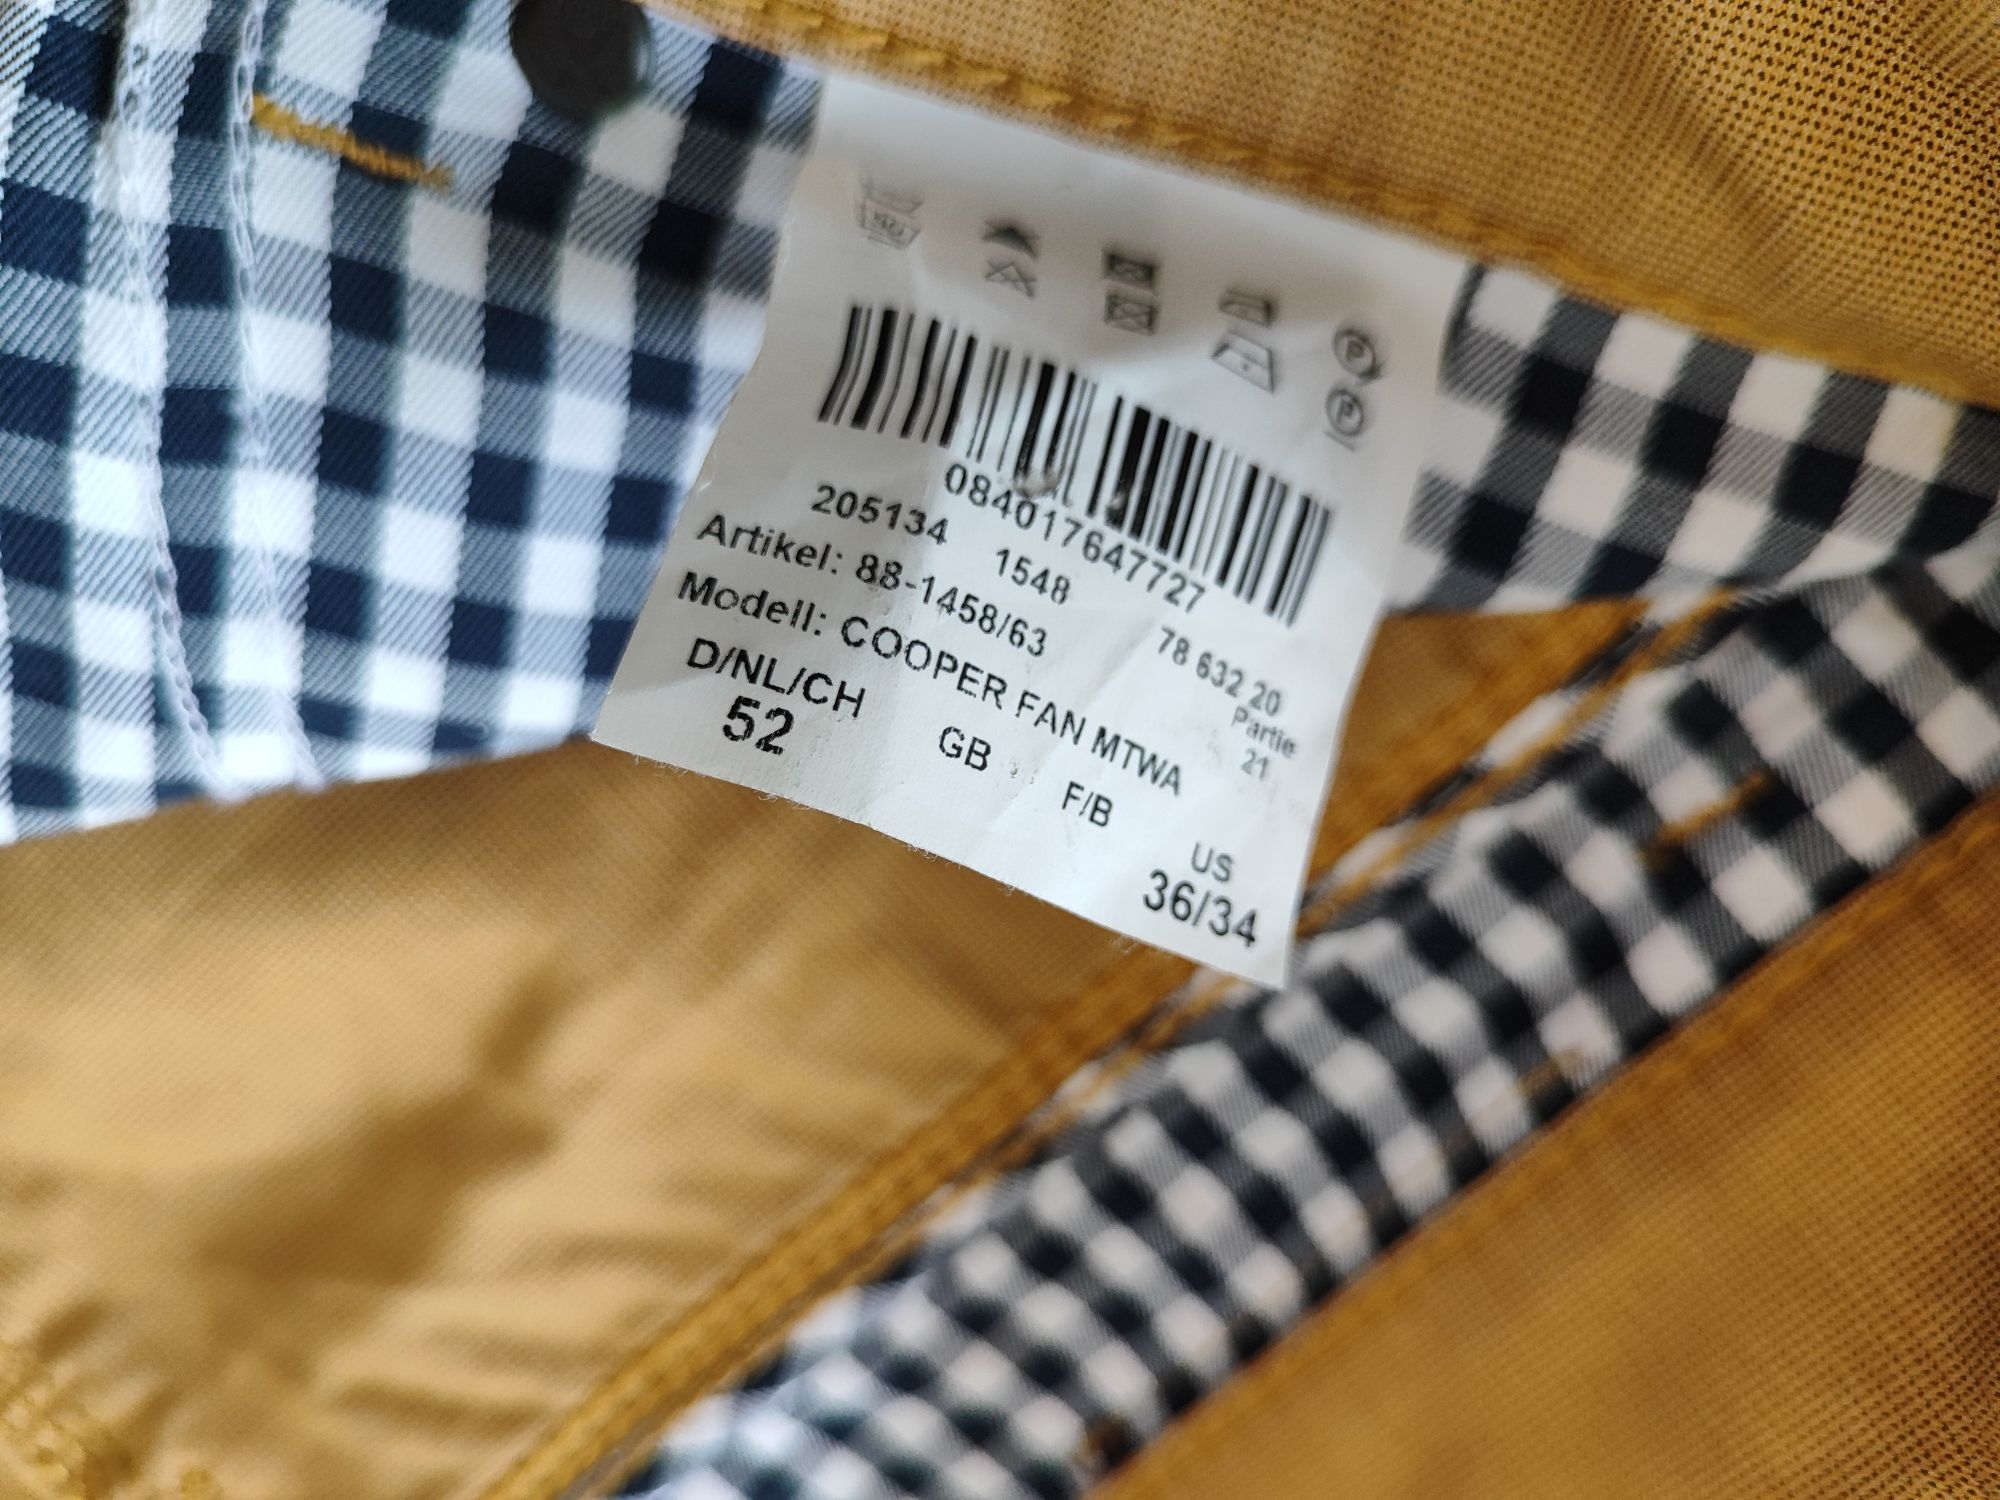 084017647727
205134 1548 78 632 20
Artikel: 88-1458/63 Partie
Modell: COOPER FAN MTWA 21
D/NL/CH GB F/B US
52 36/34